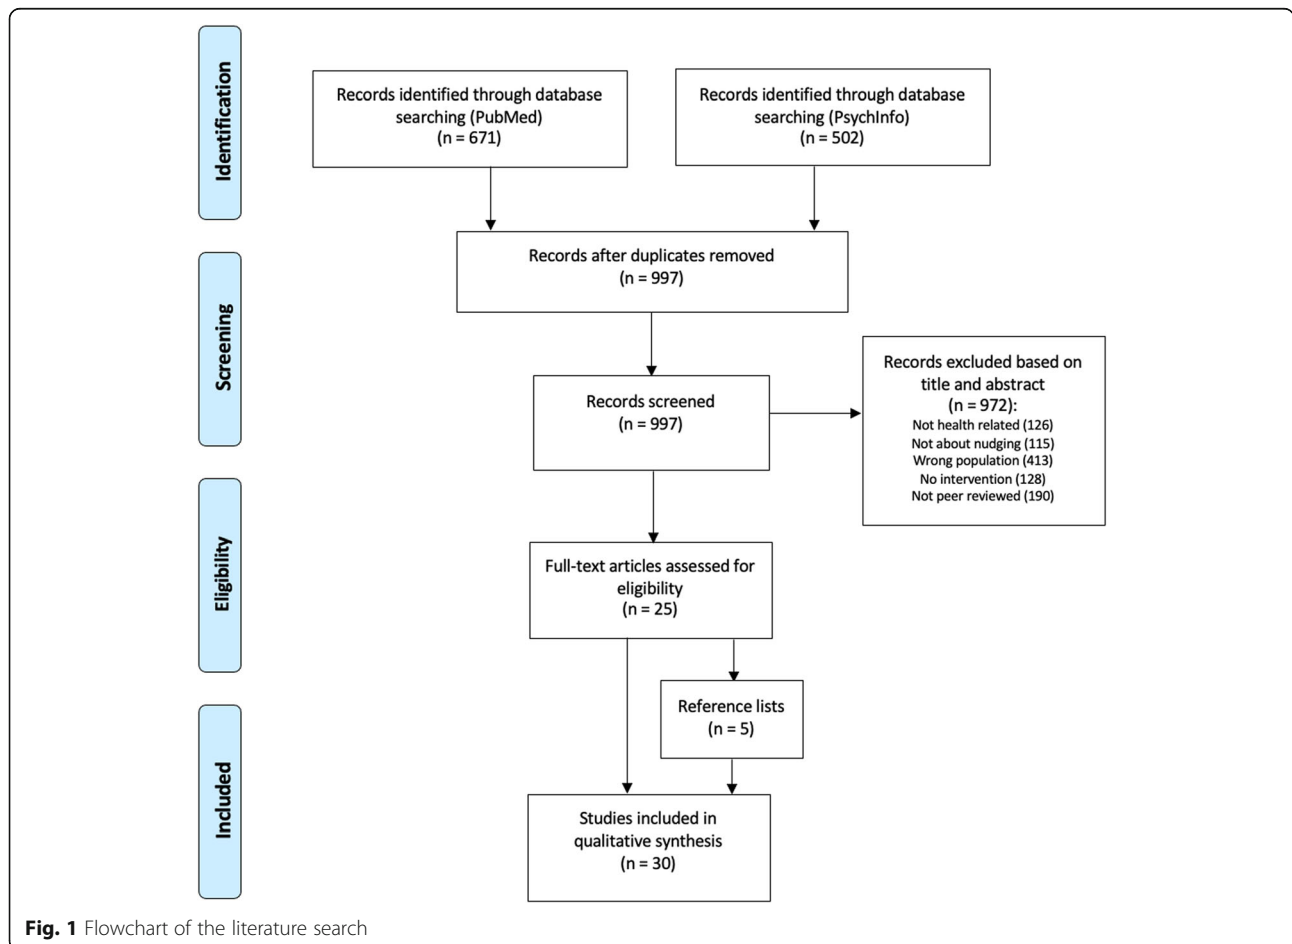 Identification
Records identified through database
searching (PubMed)
(n = 671)
Records identified through database
searching (PsychInfo)
(n = 502)
Records after duplicates removed
(n = 997)
Screening
Records screened
(n = 997)
Records excluded based on
title and abstract
(n = 972):
Not health related (126)
Not about nudging (115)
Wrong population (413)
No intervention (128)
Not peer reviewed (190)
Eligibility
Full-text articles assessed for
eligibility
(n = 25)
Reference lists
(n = 5)
Included
Studies included in
qualitative synthesis
(n = 30)
Fig. 1 Flowchart of the literature search